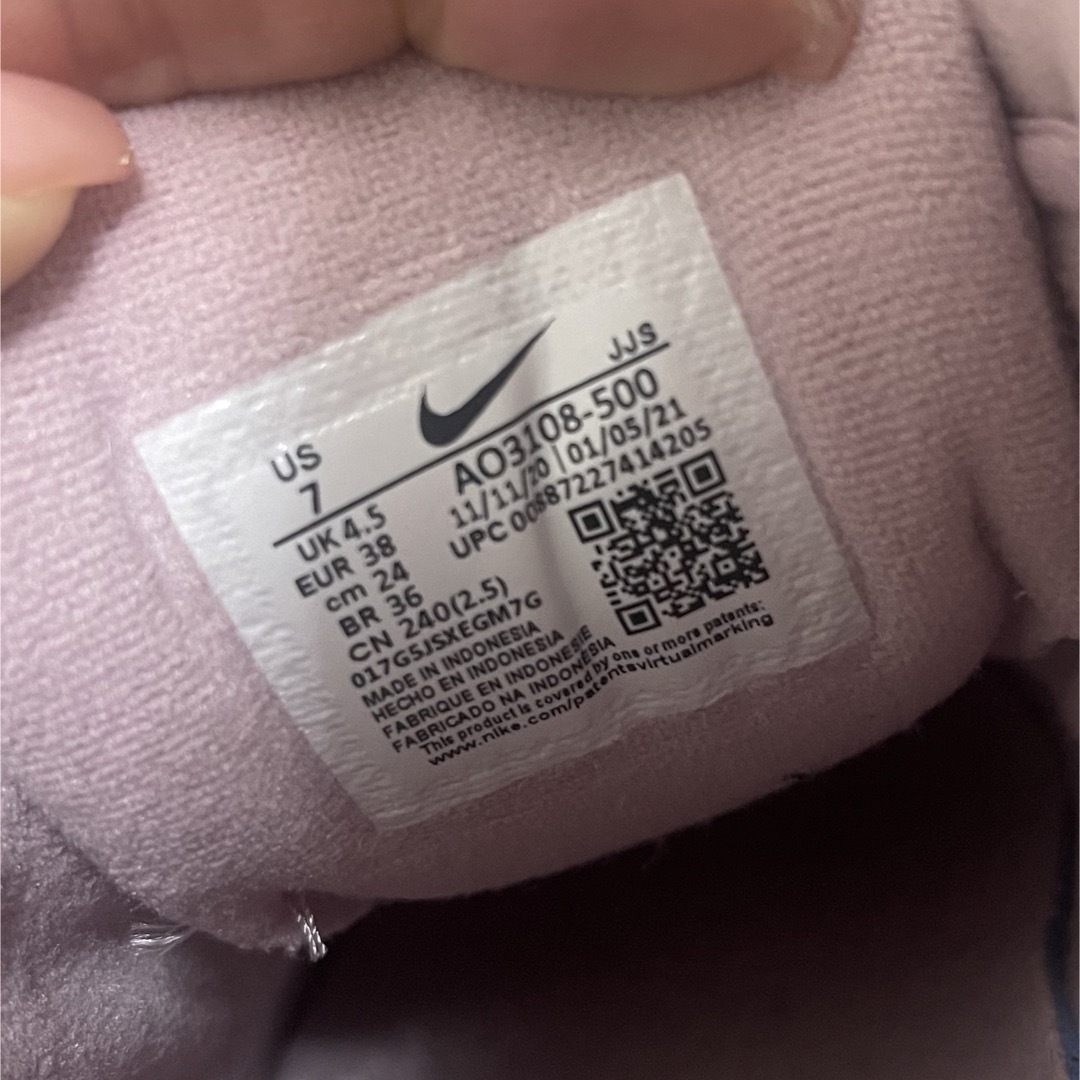 US JJS
7 AO3108-500
UK 4.5 11/11/20 | 01/05/21
EUR 38 UPC 00887227414205
cm 24
BR 36
CN 240(2.5)
017G5JSXEGM7G
MADE IN INDONESIA
HECHO EN INDONESIA
FABRIQUE EN INDONESIE
FABRICADO NA INDONESIA
This product is covered by one or more patents:
www.nike.com/patentsvirtualmarking